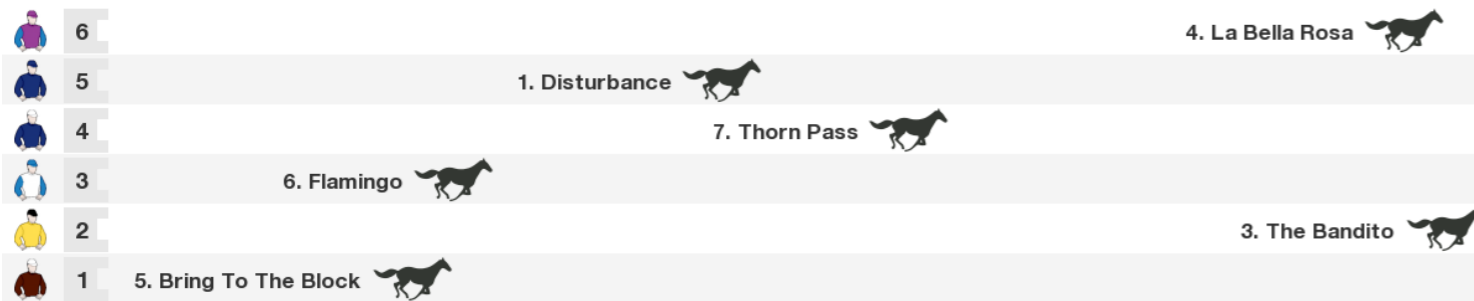 6 4. La Bella Rosa
5 1. Disturbance
4 7. Thorn Pass
3 6. Flamingo
2 3. The Bandito
1 5. Bring To The Block